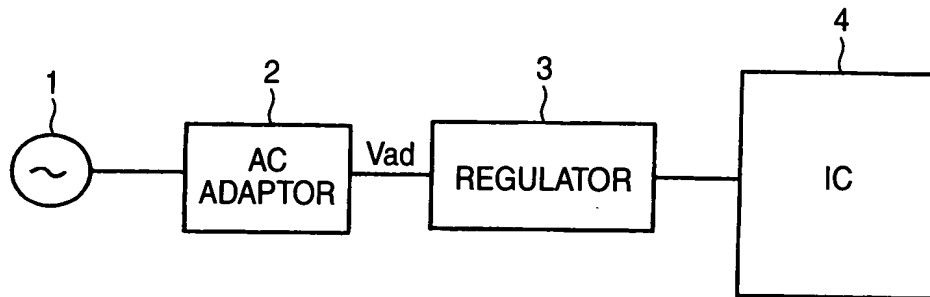 1
2
3
4
AC
ADAPTOR
Vad
REGULATOR
IC